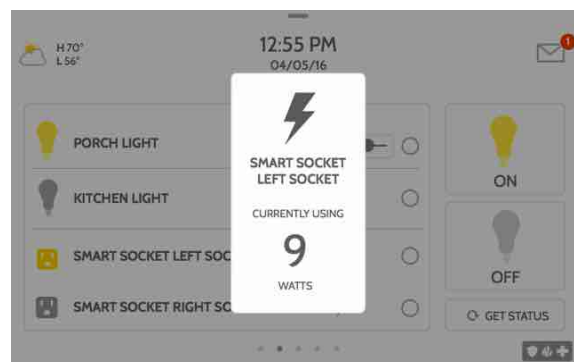 H 70°
L 56°
12:55 PM
04/05/16
1
SMART SOCKET
LEFT SOCKET
CURRENTLY USING
9
WATTS
PORCH LIGHT
KITCHEN LIGHT
SMART SOCKET LEFT SOC
SMART SOCKET RIGHT SO
ON
OFF
GET STATUS